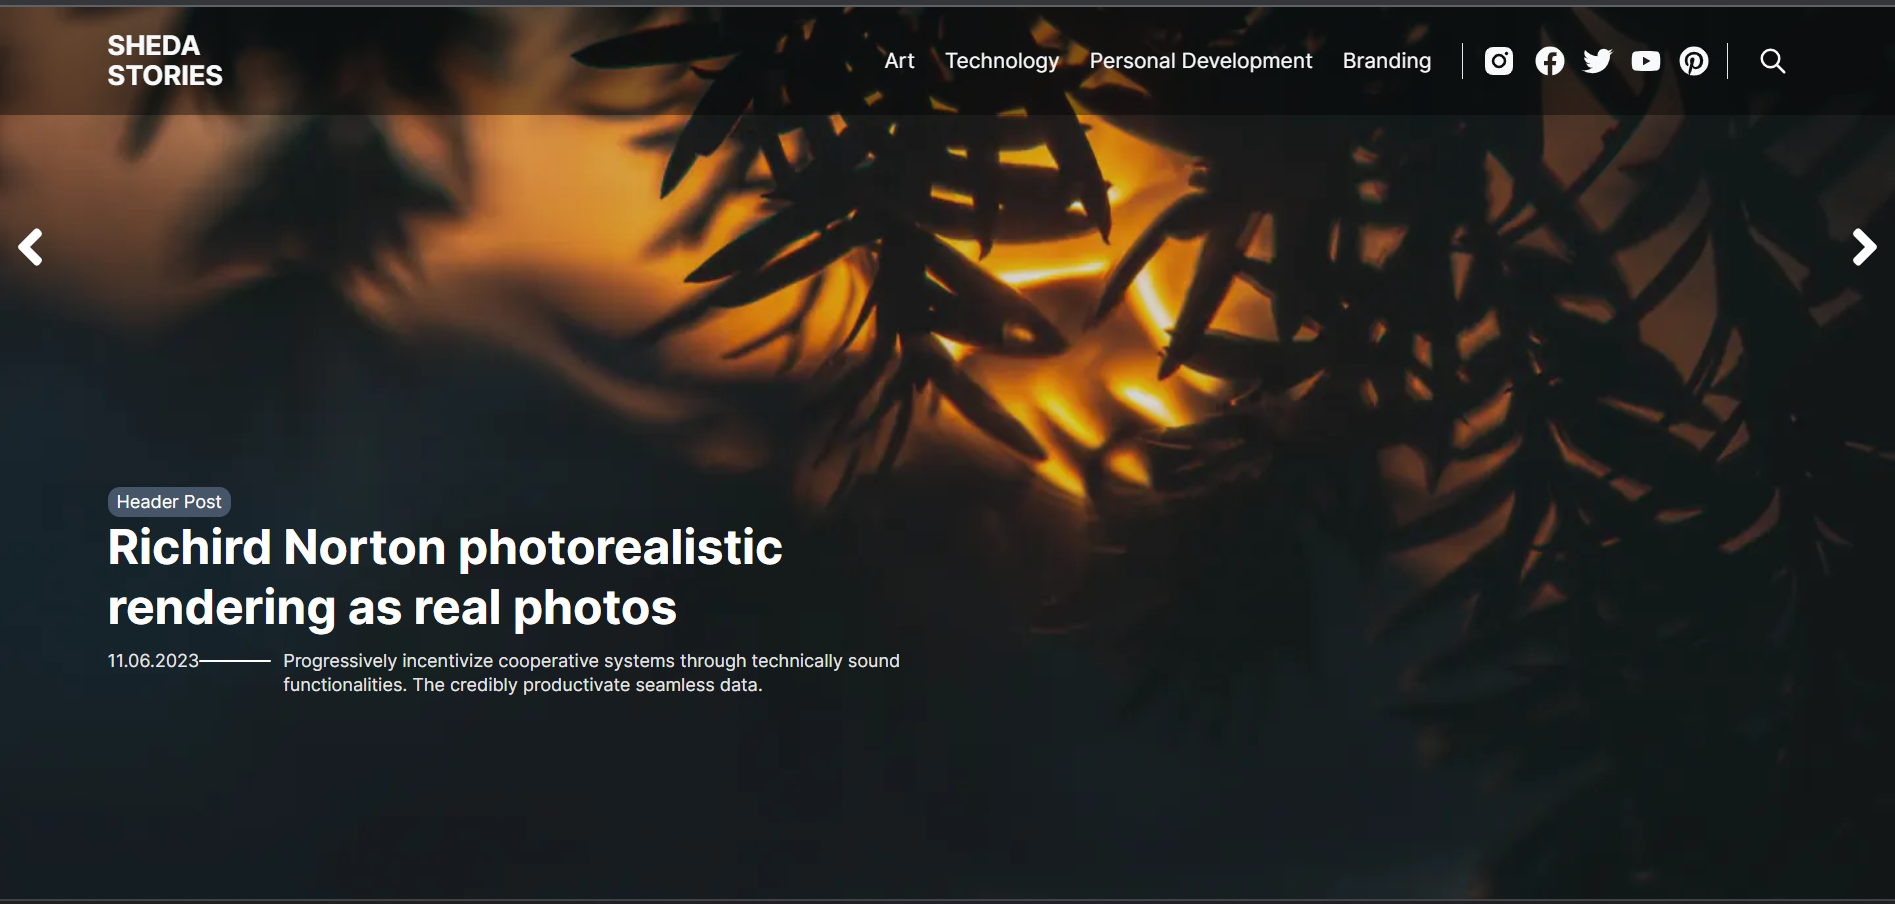 SHEDA
STORIES
Art
Technology
Personal Development
Branding
Header Post
Richird Norton photorealistic
rendering as real photos
11.06.2023
Progressively incentivize cooperative systems through technically sound
functionalities. The credibly productivate seamless data.